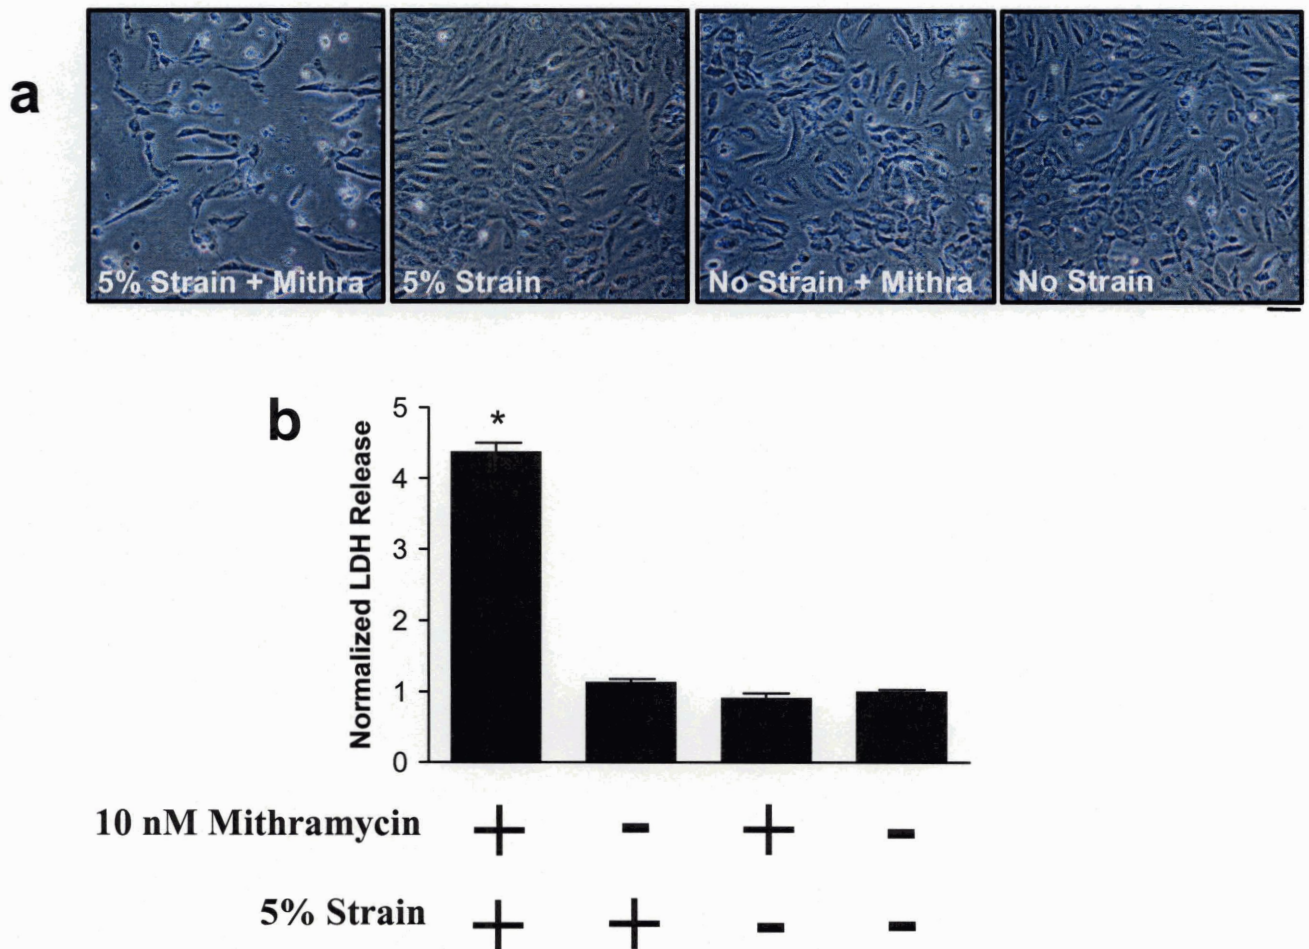 a
5% Strain + Mithra
5% Strain
No Strain + Mithra
No Strain
b
Normalized LDH Release
5
4
3
2
1
0
*
10 nM Mithramycin + - + -
5% Strain + + - -